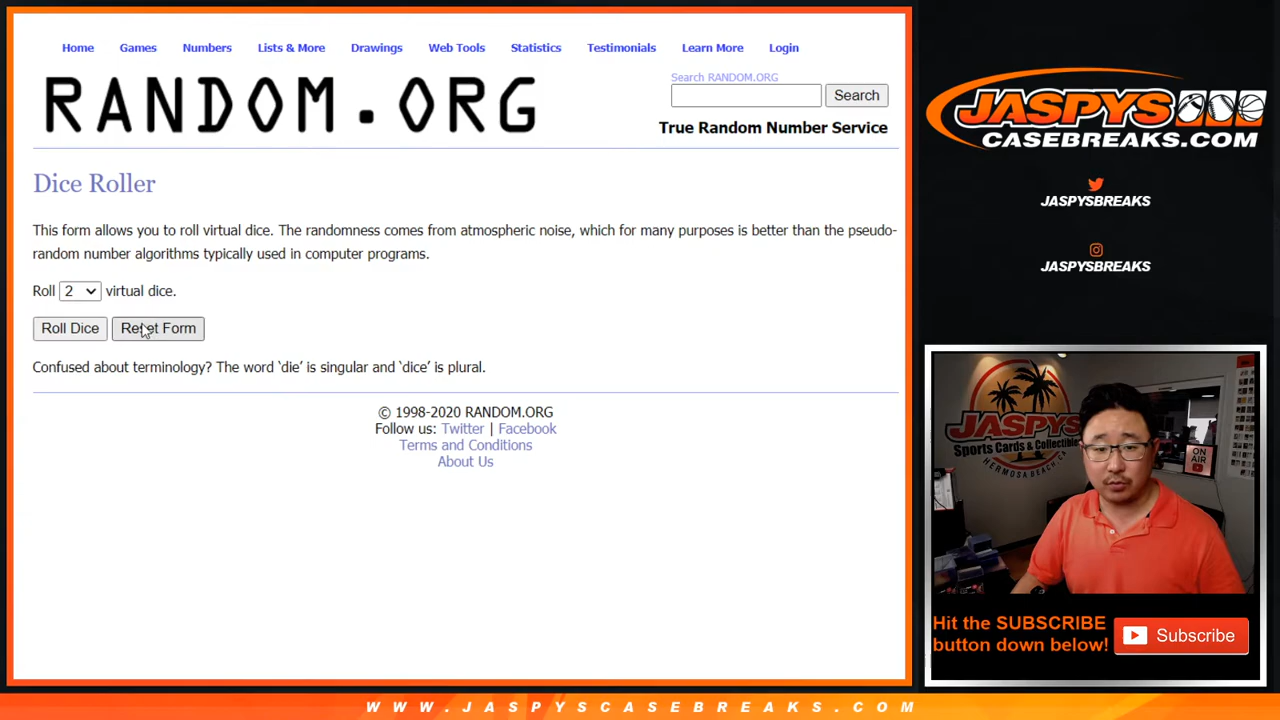 Home Games Numbers Lists & More Drawings Web Tools Statistics Testimonials Learn More Login
RANDOM.ORG
Search RANDOM.ORG
Search
True Random Number Service
Dice Roller
This form allows you to roll virtual dice. The randomness comes from atmospheric noise, which for many purposes is better than the pseudo-
random number algorithms typically used in computer programs.
Roll 2 virtual dice.
Roll Dice Reset Form
Confused about terminology? The word ‘die’ is singular and ‘dice’ is plural.
© 1998-2020 RANDOM.ORG
Follow us: Twitter | Facebook
Terms and Conditions
About Us
JASPYS
CASEBREAKS.COM
JASPYSBREAKS
JASPYSBREAKS
JASPYS
Sports Cards & Collectibles
HERMOSA BEACH, CA
ON
AIR
Hit the SUBSCRIBE
button down below!
Subscribe
WWW.JASPYSCASEBREAKS.COM